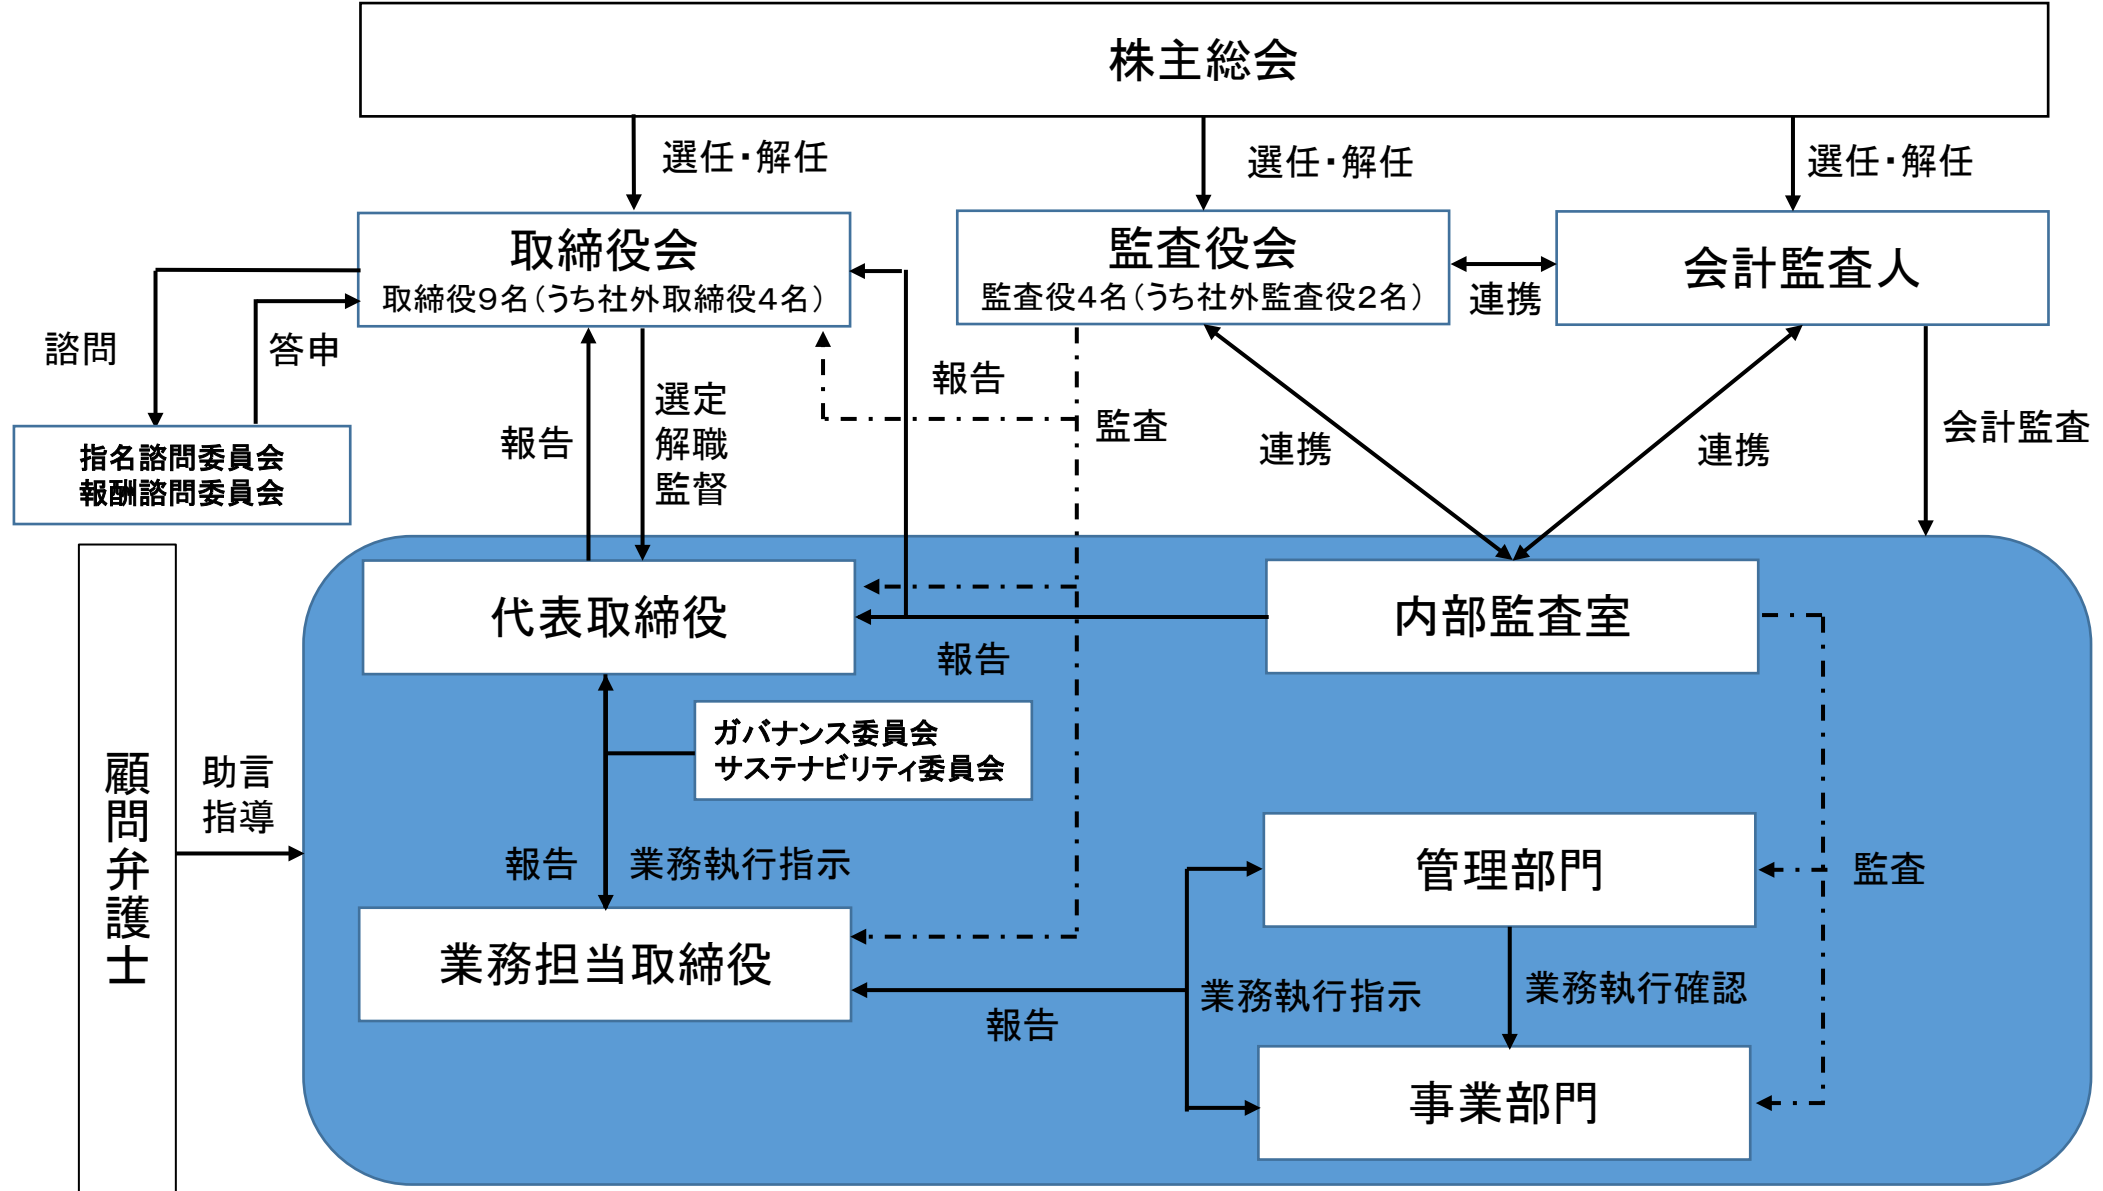 株主総会
選任・解任
選任・解任
選任・解任
取締役会
取締役9名(うち社外取締役4名)
監査役会
監査役4名(うち社外監査役2名)
会計監査人
連携
諮問
答申
報告
選定
解職
監督
報告
監査
連携
連携
会計監査
指名諮問委員会
報酬諮問委員会
代表取締役
内部監査室
報告
ガバナンス委員会
サステナビリティ委員会
顧問弁護士
助言
指導
報告
業務執行指示
管理部門
監査
業務担当取締役
業務執行指示
業務執行確認
報告
事業部門